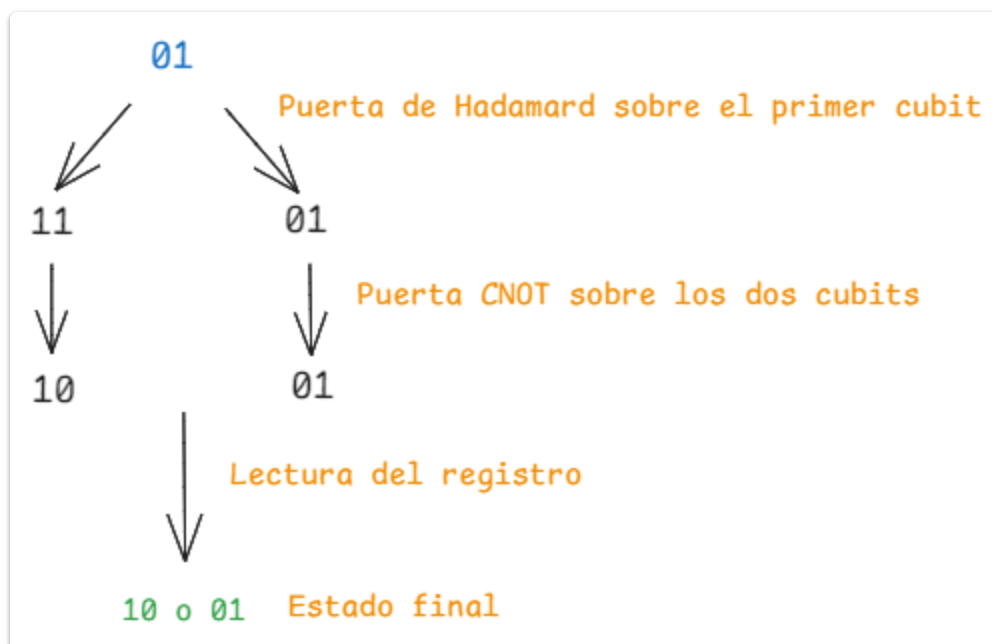 01
Puerta de Hadamard sobre el primer cubit
11 01
Puerta CNOT sobre los dos cubits
10 01
Lectura del registro
10 o 01 Estado final